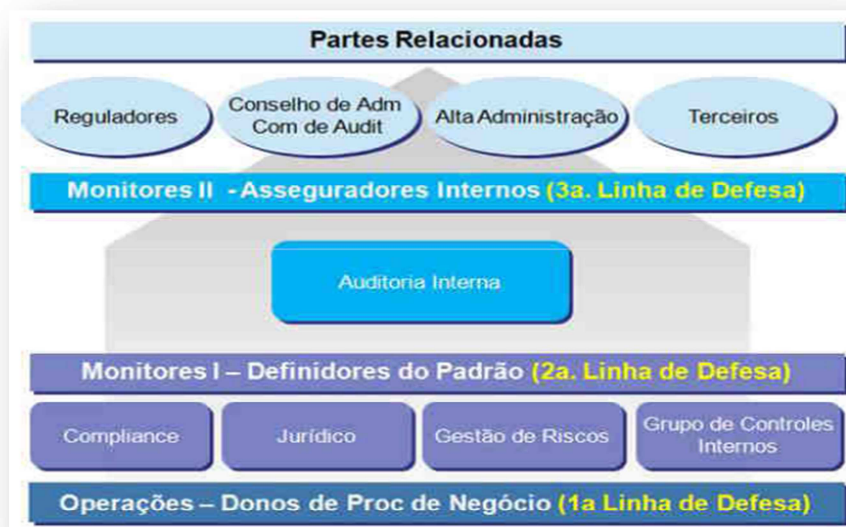 Partes Relacionadas
Reguladores
Conselho de Adm
Com de Audit
Alta Administração
Terceiros
Monitores II - Asseguradores Internos (3a. Linha de Defesa)
Auditoria Interna
Monitores I – Definidores do Padrão (2a. Linha de Defesa)
Compliance
Jurídico
Gestão de Riscos
Grupo de Controles
Internos
Operações – Donos de Proc de Negócio (1a Linha de Defesa)